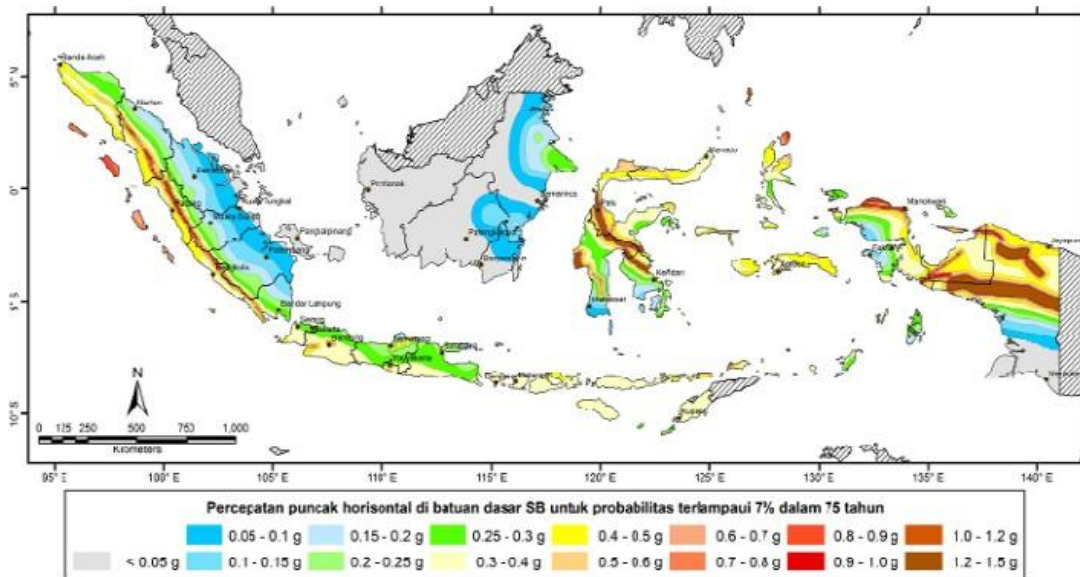 5° N
0°
5° S
10° S
Banda Aceh
Medan
Pontianak
Pangkalpinang
Palembang
Bandar Lampung
Serang
Bandung
Semarang
Samarinda
Manado
Palu
Kendari
Makassar
Kupang
Manokwari
Jayapura
N
0 125 250 500 750 1,000
Kilometers
95° E 100° E 105° E 110° E 115° E 120° E 125° E 130° E 135° E 140° E
Percepatan puncak horisontal di batuan dasar SB untuk probabilitas terlampaui 7% dalam 75 tahun
0.05 - 0.1 g 0.15 - 0.2 g 0.25 - 0.3 g 0.4 - 0.5 g 0.6 - 0.7 g 0.8 - 0.9 g 1.0 - 1.2 g
< 0.05 g 0.1 - 0.15 g 0.2 - 0.25 g 0.3 - 0.4 g 0.5 - 0.6 g 0.7 - 0.8 g 0.9 - 1.0 g 1.2 - 1.5 g